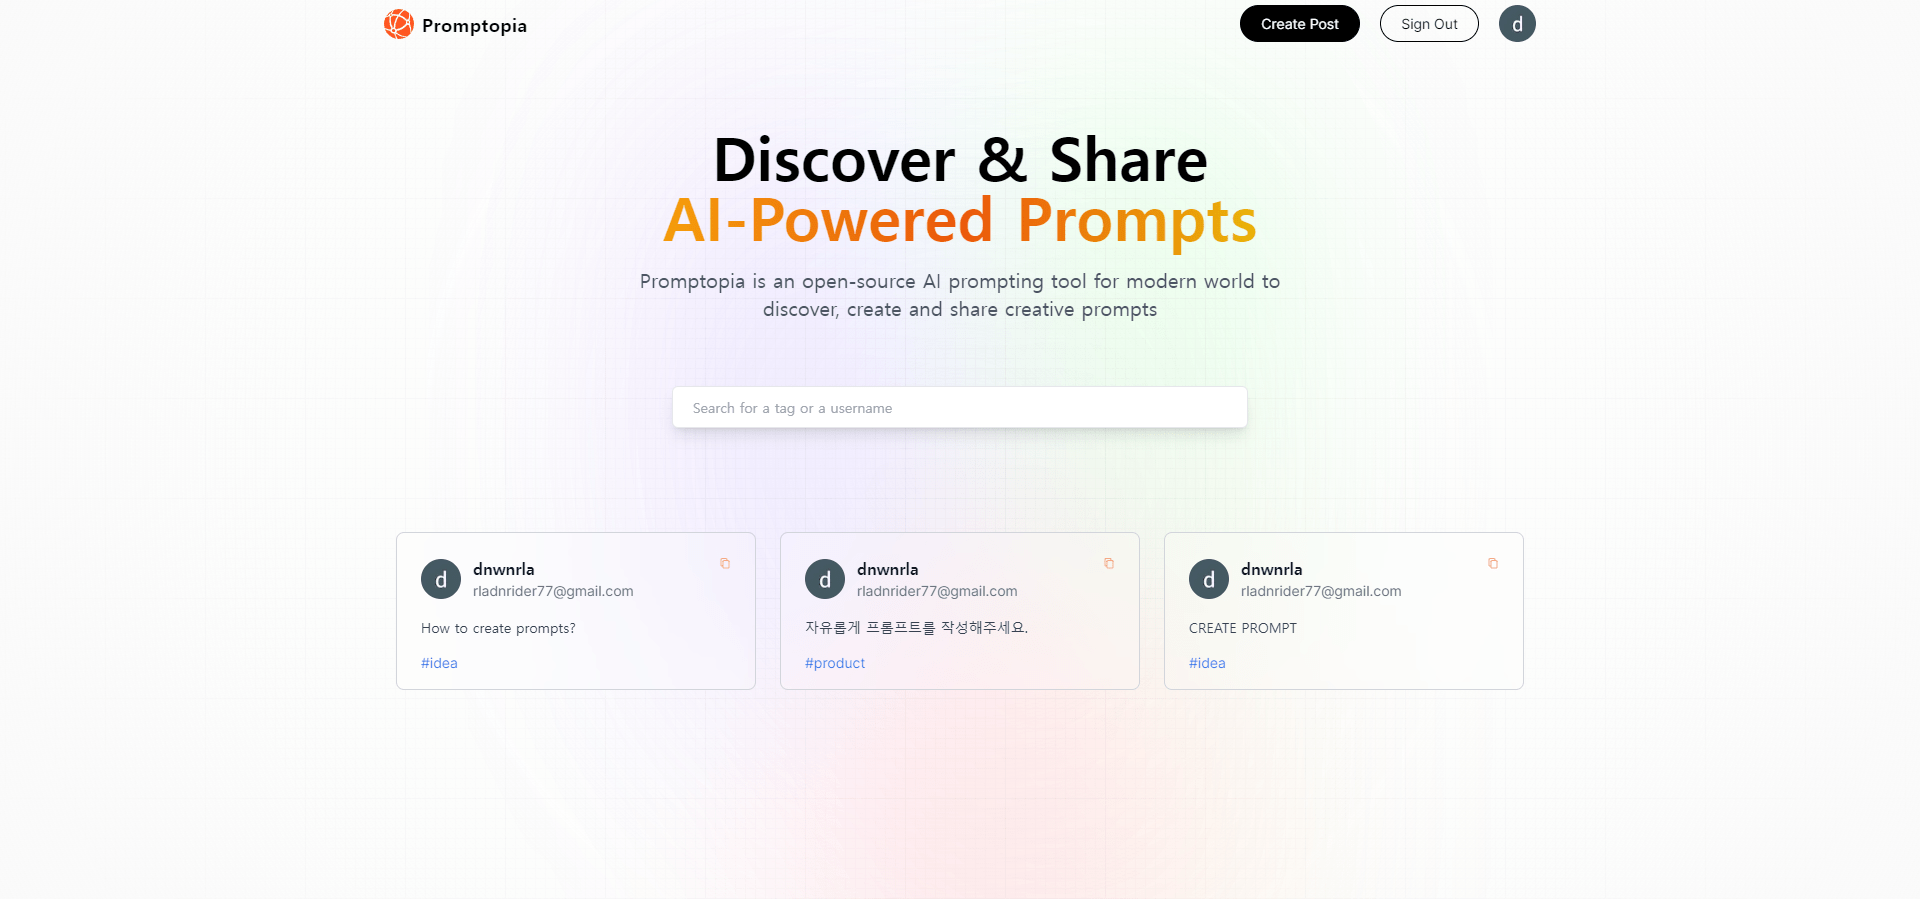 Promptopia
Create Post
Sign Out
d
Discover & Share
AI-Powered Prompts
Promptopia is an open-source AI prompting tool for modern world to
discover, create and share creative prompts
Search for a tag or a username
d
dnwnrla
rladnrider77@gmail.com
How to create prompts?
#idea
d
dnwnrla
rladnrider77@gmail.com
자유롭게 프롬프트를 작성해주세요.
#product
d
dnwnrla
rladnrider77@gmail.com
CREATE PROMPT
#idea